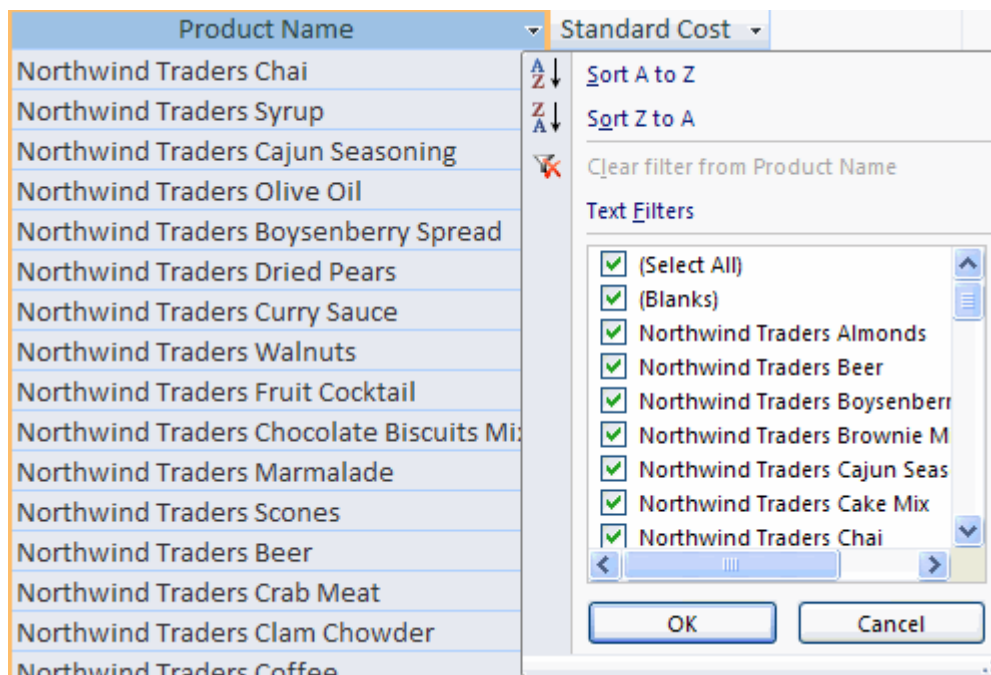 Product Name
Standard Cost
Northwind Traders Chai
Northwind Traders Syrup
Northwind Traders Cajun Seasoning
Northwind Traders Olive Oil
Northwind Traders Boysenberry Spread
Northwind Traders Dried Pears
Northwind Traders Curry Sauce
Northwind Traders Walnuts
Northwind Traders Fruit Cocktail
Northwind Traders Chocolate Biscuits Mi
Northwind Traders Marmalade
Northwind Traders Scones
Northwind Traders Beer
Northwind Traders Crab Meat
Northwind Traders Clam Chowder
Northwind Traders Coffee
Sort A to Z
Sort Z to A
Clear filter from Product Name
Text Filters
(Select All)
(Blanks)
Northwind Traders Almonds
Northwind Traders Beer
Northwind Traders Boysenberr
Northwind Traders Brownie M
Northwind Traders Cajun Seas
Northwind Traders Cake Mix
Northwind Traders Chai
OK
Cancel